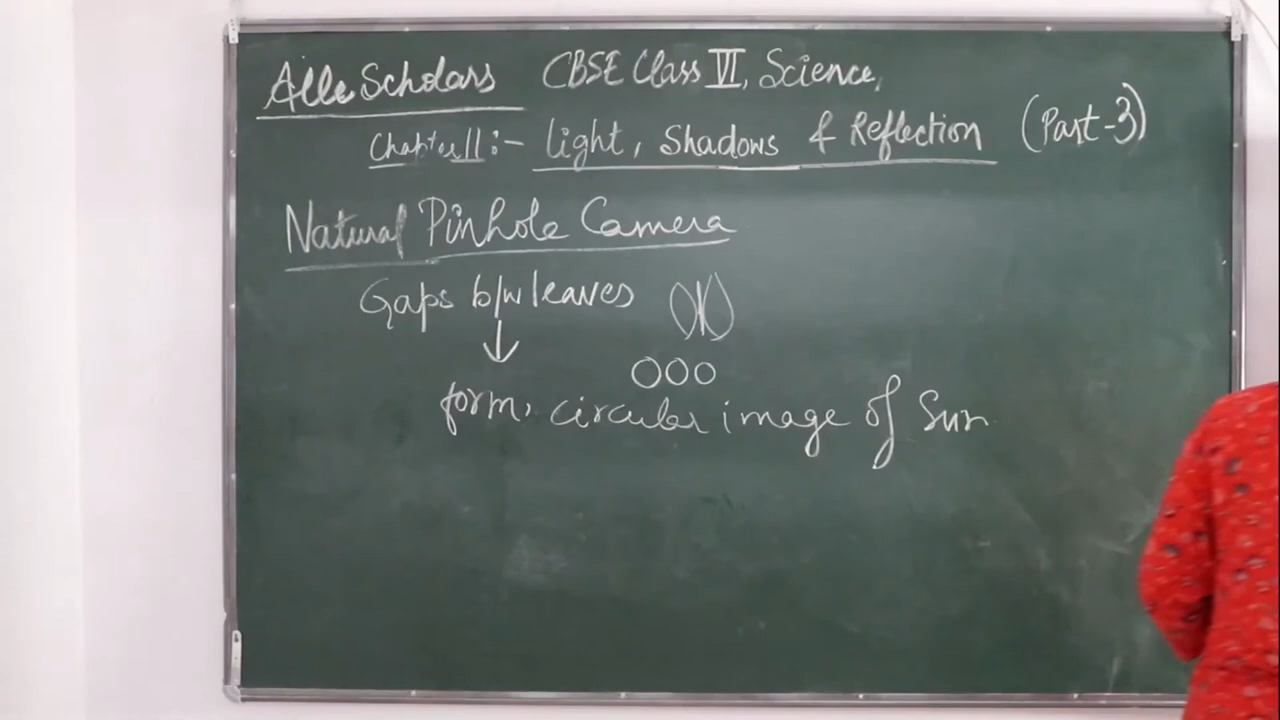 Alle Scholars CBSE Class VI, Science,
Chapter 11:- Light, Shadows & Reflection (Part-3)
Natural Pinhole Camera
Gaps b/w leaves
form, circular image of Sun